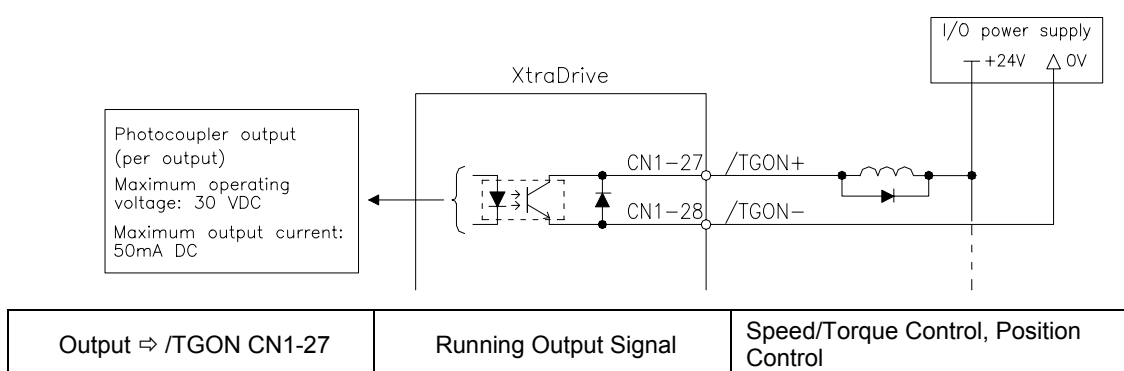 I/O power supply
+24V 0V
XtraDrive
Photocoupler output
(per output)
Maximum operating
voltage: 30 VDC
Maximum output current:
50mA DC
CN1-27 /TGON+
CN1-28 /TGON-
Output ⇨ /TGON CN1-27
Running Output Signal
Speed/Torque Control, Position
Control